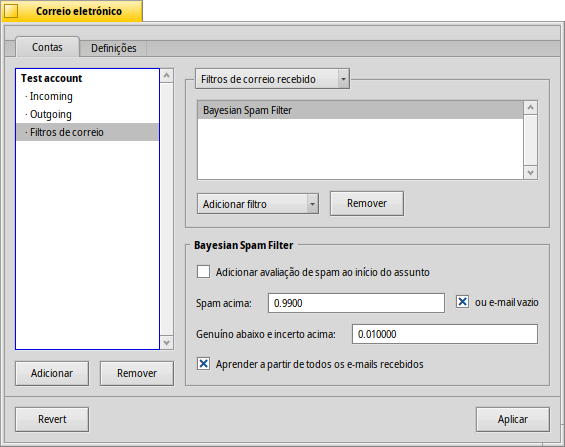 Correio eletrónico
Contas
Definições
Test account
· Incoming
· Outgoing
· Filtros de correio
Adicionar
Remover
Filtros de correio recebido
Bayesian Spam Filter
Adicionar filtro
Remover
Bayesian Spam Filter
Adicionar avaliação de spam ao início do assunto
Spam acima:
0.9900
ou e-mail vazio
Genuíno abaixo e incerto acima:
0.010000
Aprender a partir de todos os e-mails recebidos
Revert
Aplicar